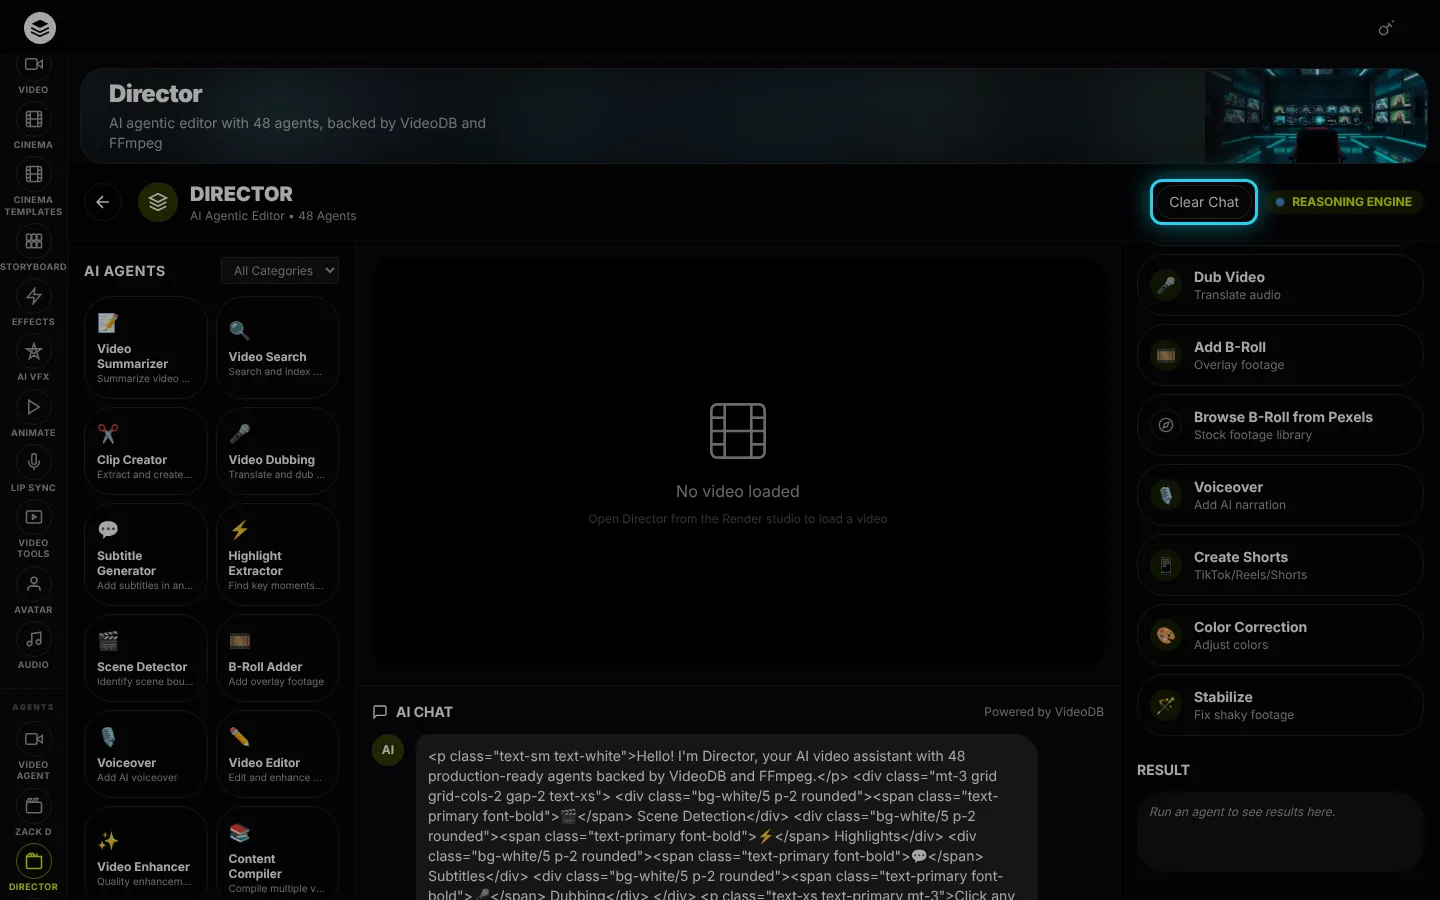 Director
AI agentic editor with 48 agents, backed by VideoDB and
FFmpeg
DIRECTOR
AI Agentic Editor • 48 Agents
Clear Chat
REASONING ENGINE
VIDEO
CINEMA
CINEMA
TEMPLATES
STORYBOARD
EFFECTS
AI VFX
ANIMATE
LIP SYNC
VIDEO
TOOLS
AVATAR
AUDIO
AGENTS
VIDEO
AGENT
ZACK D
DIRECTOR
AI AGENTS
All Categories
Video
Summarizer
Summarize video ...
Video Search
Search and index ...
Clip Creator
Extract and create...
Video Dubbing
Translate and dub ...
Subtitle
Generator
Add subtitles in an...
Highlight
Extractor
Find key moments...
Scene Detector
Identify scene bou...
B-Roll Adder
Add overlay footage
Voiceover
Add AI voiceover
Video Editor
Edit and enhance ...
Video Enhancer
Quality enhancem...
Content
Compiler
Compile multiple v...
No video loaded
Open Director from the Render studio to load a video
AI CHAT
Powered by VideoDB
AI
<p class="text-sm text-white">Hello! I'm Director, your AI video assistant with 48
production-ready agents backed by VideoDB and FFmpeg.</p> <div class="mt-3 grid
grid-cols-2 gap-2 text-xs"> <div class="bg-white/5 p-2 rounded"><span class="text-
primary font-bold">🎬</span> Scene Detection</div> <div class="bg-white/5 p-2
rounded"><span class="text-primary font-bold">⚡</span> Highlights</div> <div
class="bg-white/5 p-2 rounded"><span class="text-primary font-bold">💬</span>
Subtitles</div> <div class="bg-white/5 p-2 rounded"><span class="text-primary font-
bold">🎤</span> Dubbing</div> </div> <p class="text-xs text-primary mt-3">Click any
Dub Video
Translate audio
Add B-Roll
Overlay footage
Browse B-Roll from Pexels
Stock footage library
Voiceover
Add AI narration
Create Shorts
TikTok/Reels/Shorts
Color Correction
Adjust colors
Stabilize
Fix shaky footage
RESULT
Run an agent to see results here.